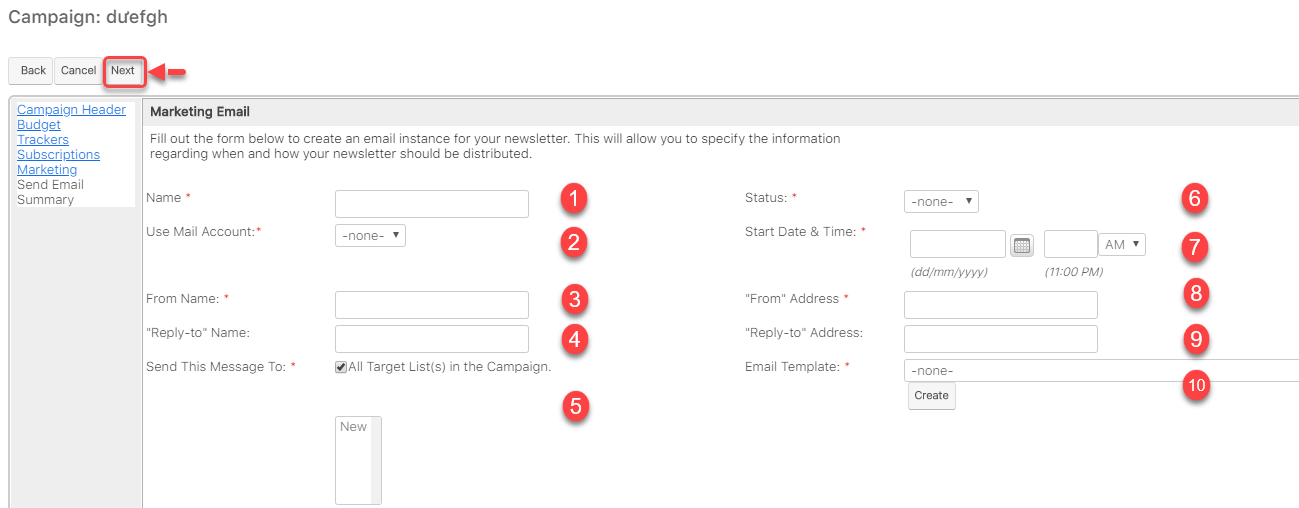 Campaign: dưefgh
Back Cancel Next
Campaign Header
Budget
Trackers
Subscriptions
Marketing
Send Email
Summary
Marketing Email
Fill out the form below to create an email instance for your newsletter. This will allow you to specify the information
regarding when and how your newsletter should be distributed.
Name * 1 Status: * -none- 6
Use Mail Account:* -none- 2 Start Date & Time: * AM 7
(dd/mm/yyyy) (11:00 PM)
From Name: * 3 "From" Address * 8
"Reply-to" Name: 4 "Reply-to" Address: 9
Send This Message To: * All Target List(s) in the Campaign. Email Template: * -none-
5 Create 10
New